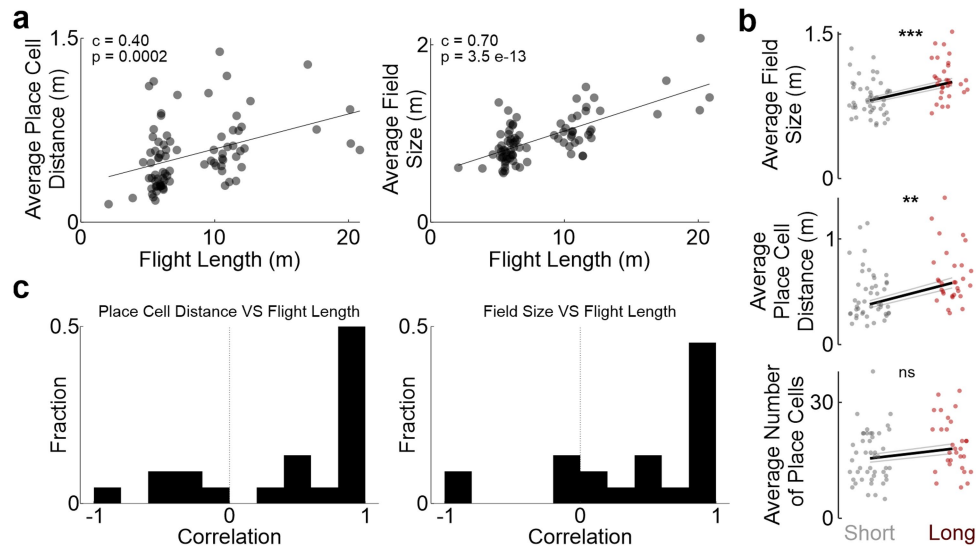 a
1.5
c = 0.40
p = 0.0002
Average Place Cell
Distance (m)
0
0
10
20
Flight Length (m)
2
c = 0.70
p = 3.5 e-13
Average Field
Size (m)
0
0
10
20
Flight Length (m)
b
1.5
***
Average Field
Size (m)
0
**
1
Average
Place Cell
Distance (m)
0
ns
30
Average Number
of Place Cells
0
Short
Long
c
Place Cell Distance VS Flight Length
0.5
Fraction
0
-1
0
1
Correlation
Field Size VS Flight Length
0.5
Fraction
0
-1
0
1
Correlation